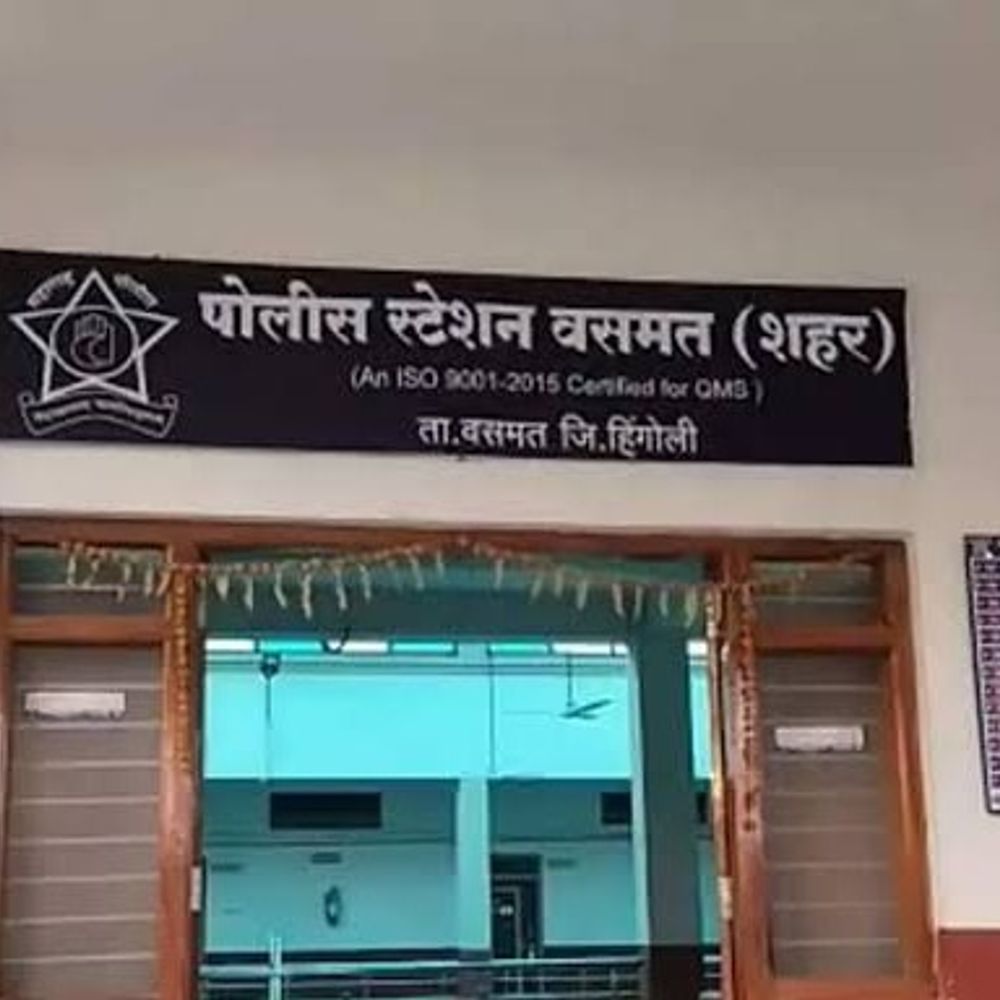 पोलीस स्टेशन वसमत (शहर)
(An ISO 9001-2015 Certified for QMS )
ता.वसमत जि.हिंगोली